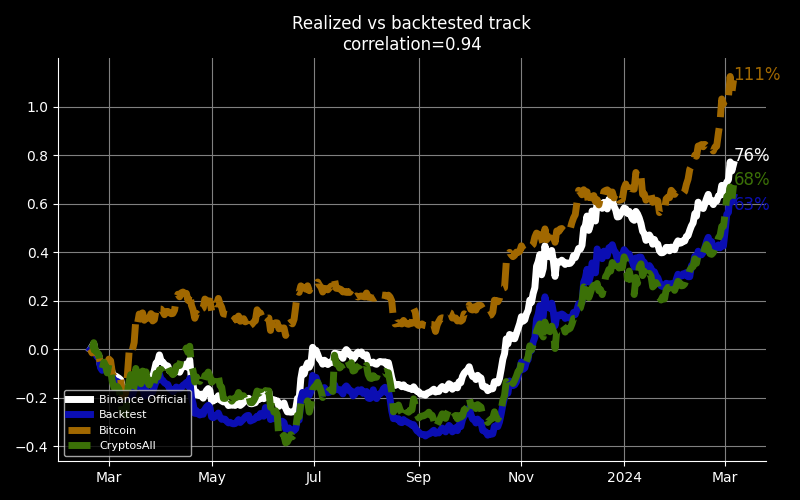 Realized vs backtested track
correlation=0.94
111%
76%
68%
63%
1.0
0.8
0.6
0.4
0.2
0.0
−0.2
−0.4
Binance Official
Backtest
Bitcoin
CryptosAll
Mar May Jul Sep Nov 2024 Mar